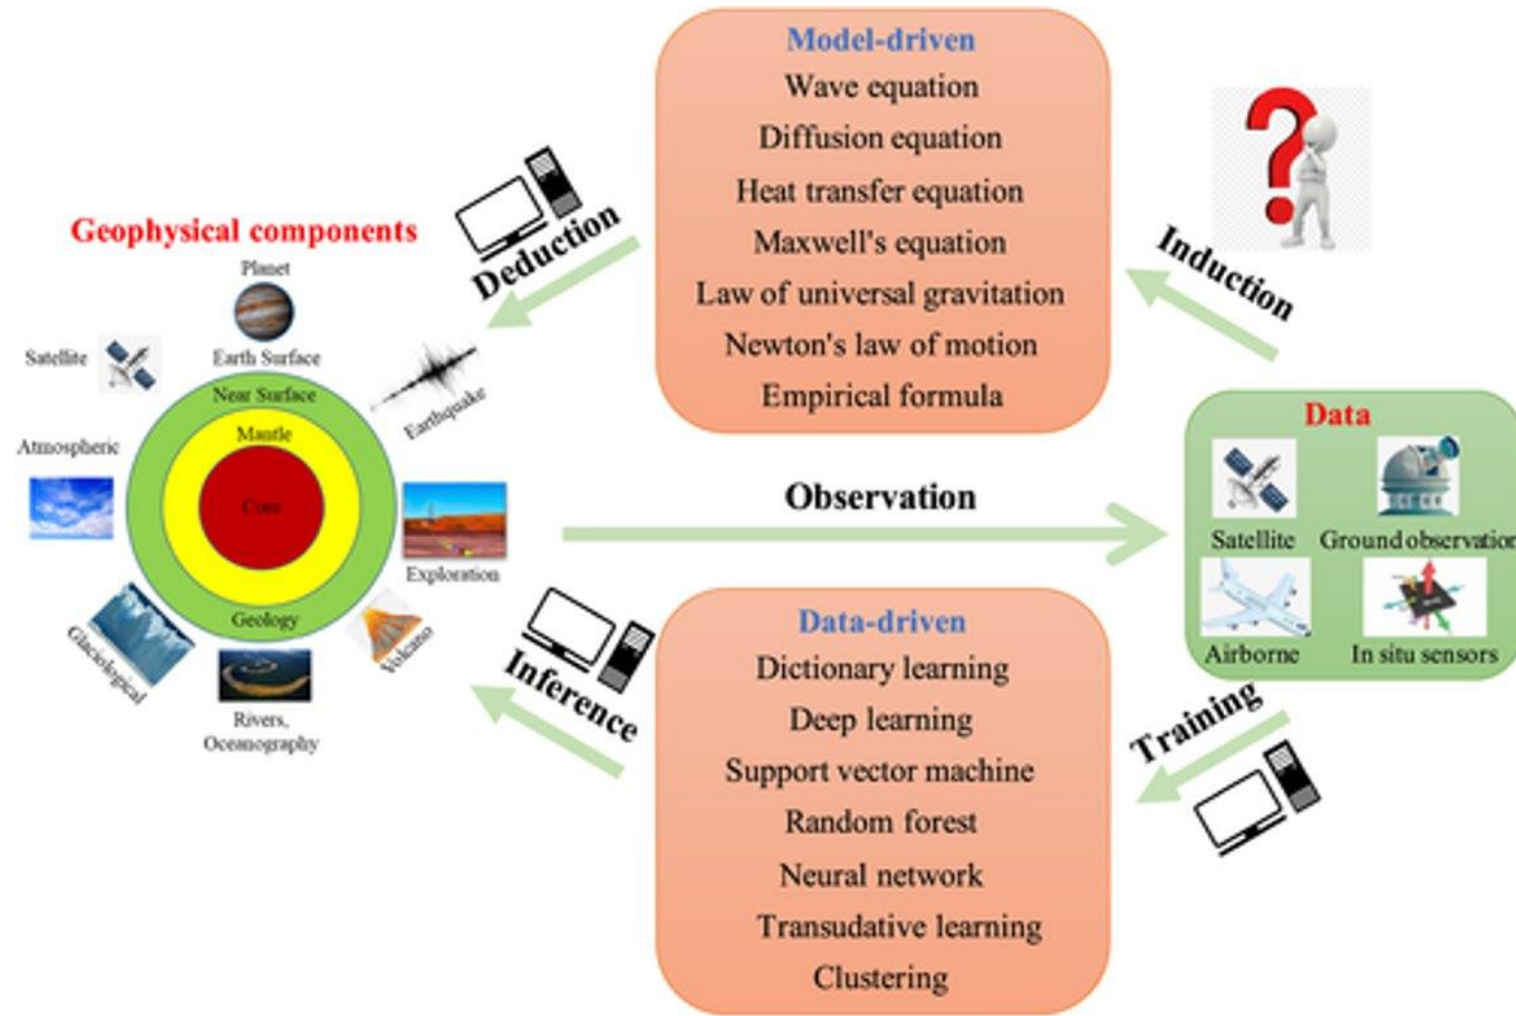 Model-driven
Wave equation
Diffusion equation
Heat transfer equation
Maxwell's equation
Law of universal gravitation
Newton's law of motion
Empirical formula
Deduction
Induction
Geophysical components
Planet
Satellite
Earth Surface
Near Surface
Earthquake
Mantle
Atmospheric
Core
Exploration
Geology
Glaciological
Volcano
Rivers,
Oceanography
Observation
Data
Satellite
Ground observation
Airborne
In situ sensors
Inference
Training
Data-driven
Dictionary learning
Deep learning
Support vector machine
Random forest
Neural network
Transudative learning
Clustering